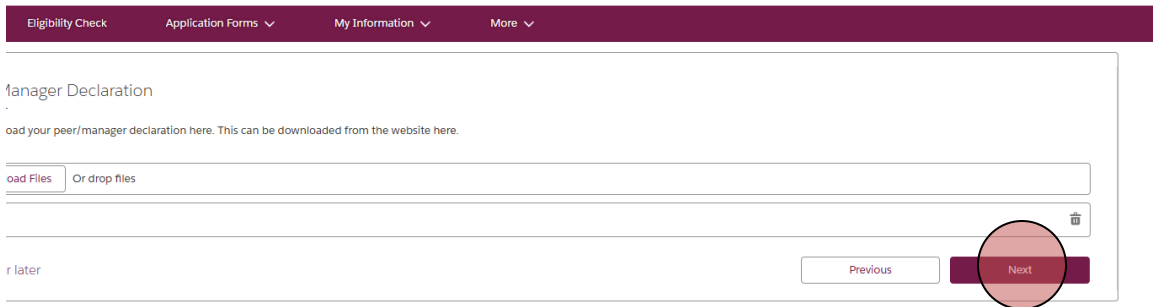 Eligibility Check Application Forms My Information More
Manager Declaration
oad your peer/manager declaration here. This can be downloaded from the website here.
oad Files Or drop files
r later Previous Next